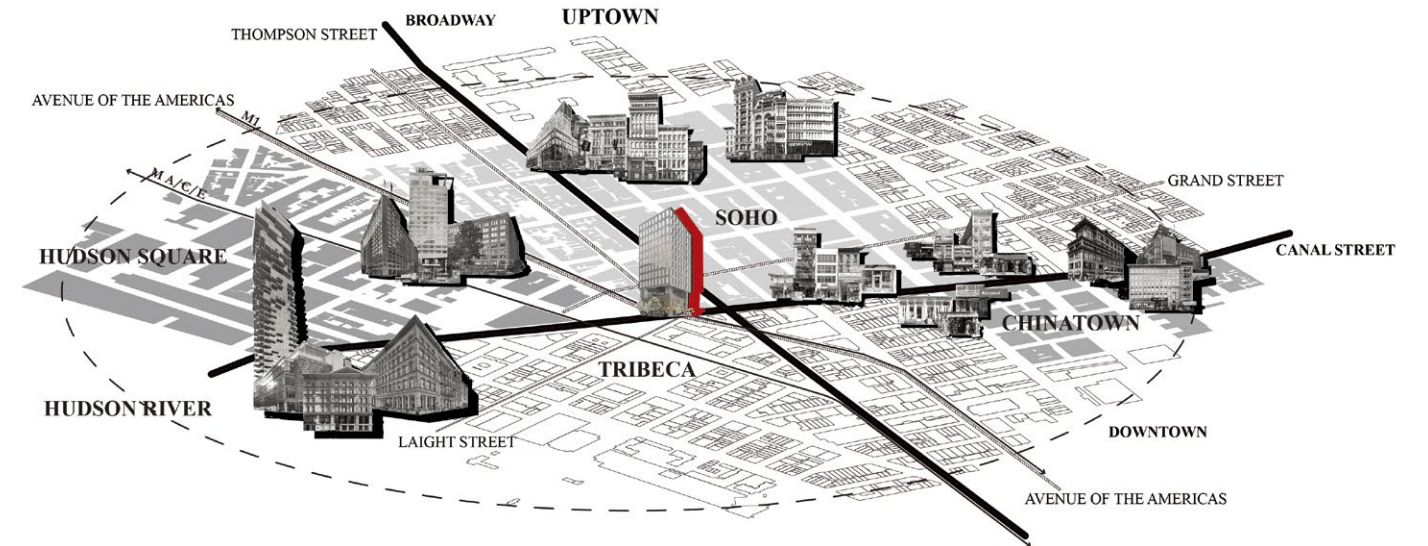 BROADWAY
UPTOWN
THOMPSON STREET
AVENUE OF THE AMERICAS
M1
M A/C/E
GRAND STREET
SOHO
HUDSON SQUARE
CANAL STREET
CHINATOWN
TRIBECA
HUDSON RIVER
LAIGHT STREET
DOWNTOWN
AVENUE OF THE AMERICAS